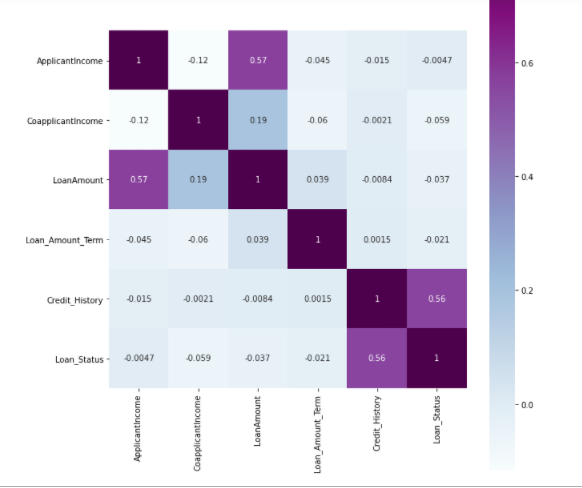 ApplicantIncome 1 -0.12 0.57 -0.045 -0.015 -0.0047
CoapplicantIncome -0.12 1 0.19 -0.06 -0.0021 -0.059
LoanAmount 0.57 0.19 1 0.039 -0.0084 -0.037
Loan_Amount_Term -0.045 -0.06 0.039 1 0.0015 -0.021
Credit_History -0.015 -0.0021 -0.0084 0.0015 1 0.56
Loan_Status -0.0047 -0.059 -0.037 -0.021 0.56 1
ApplicantIncome
CoapplicantIncome
LoanAmount
Loan_Amount_Term
Credit_History
Loan_Status
0.6
0.4
0.2
0.0